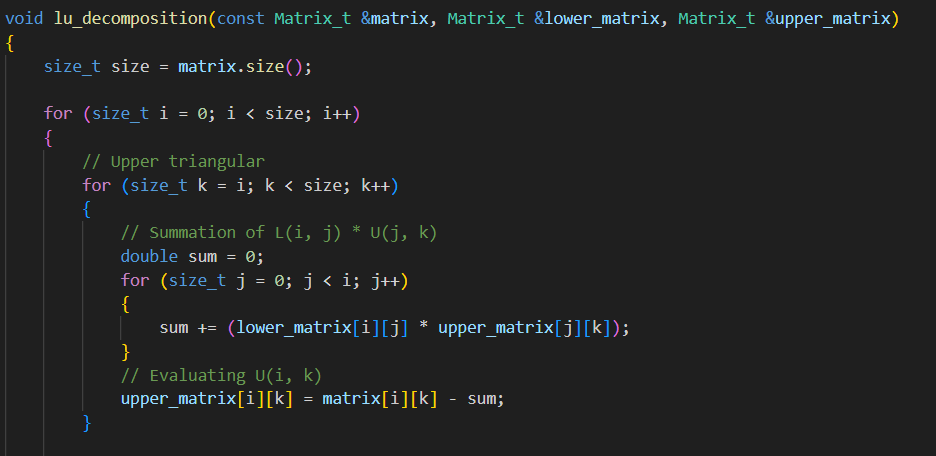 void lu_decomposition(const Matrix_t &matrix, Matrix_t &lower_matrix, Matrix_t &upper_matrix)
{
    size_t size = matrix.size();

    for (size_t i = 0; i < size; i++)
    {
        // Upper triangular
        for (size_t k = i; k < size; k++)
        {
            // Summation of L(i, j) * U(j, k)
            double sum = 0;
            for (size_t j = 0; j < i; j++)
            {
                sum += (lower_matrix[i][j] * upper_matrix[j][k]);
            }
            // Evaluating U(i, k)
            upper_matrix[i][k] = matrix[i][k] - sum;
        }